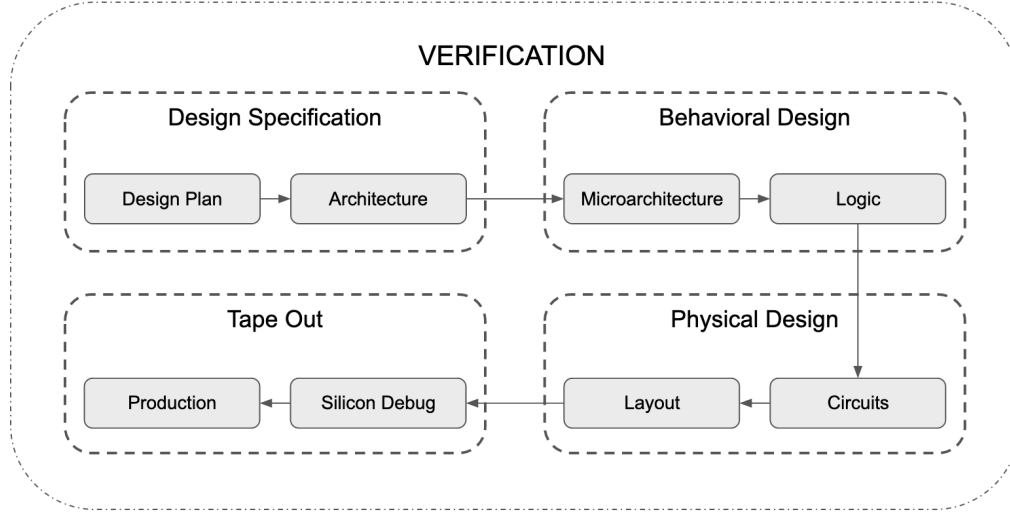 VERIFICATION
Design Specification
Design Plan
Architecture
Behavioral Design
Microarchitecture
Logic
Physical Design
Circuits
Layout
Tape Out
Silicon Debug
Production